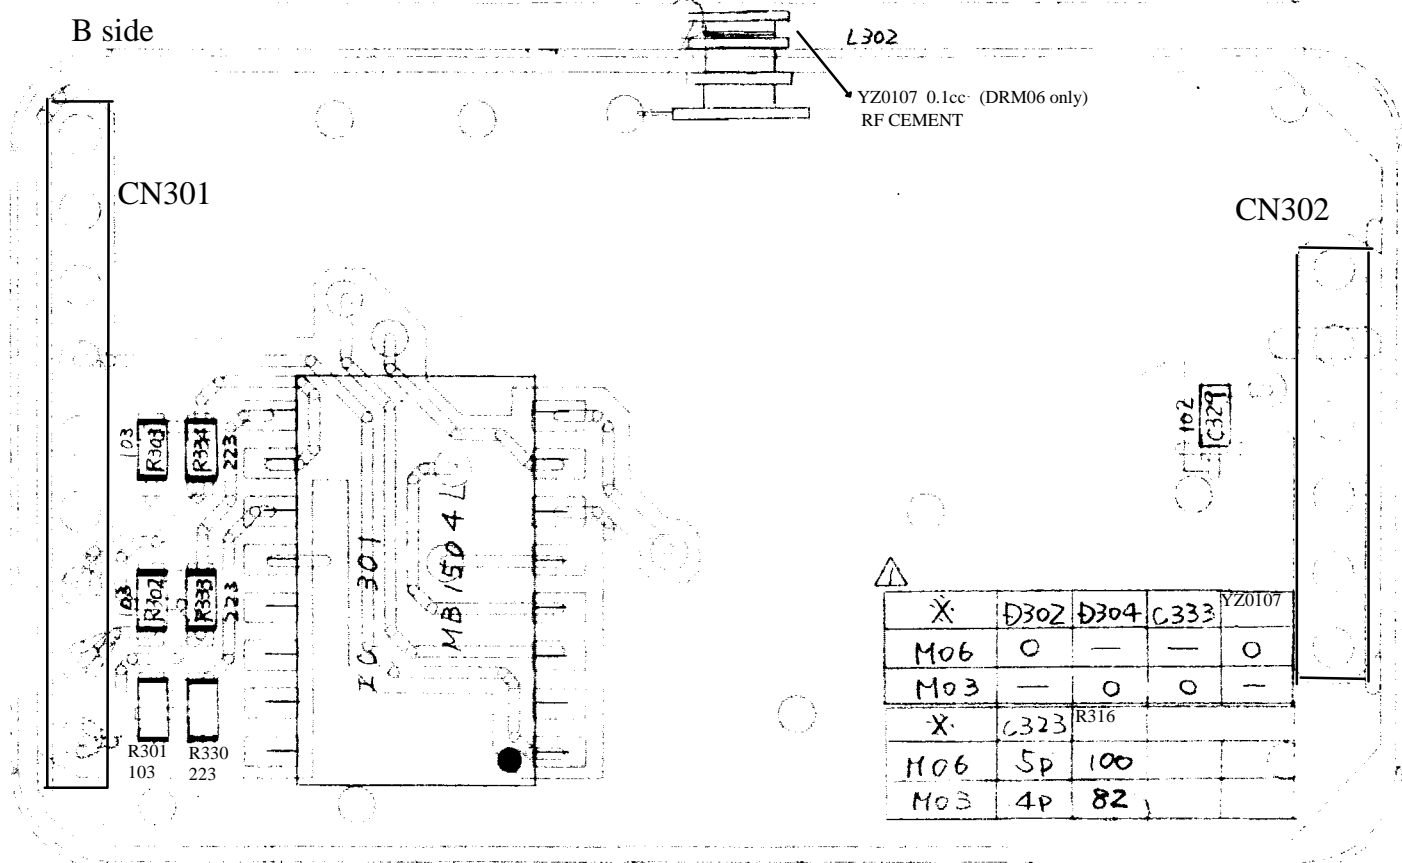 B side
L302
YZ0107 0.1cc (DRM06 only)
RF CEMENT
CN301
CN302
103
R303
R334
223
103
R302
R333
223
R301
103
R330
223
IC 301
MB1504L
102
C329
※ D302 D304 C333 YZ0107
M06 ○ — — ○
M03 — ○ ○ —
※ C323 R316
M06 5p 100
M03 4p 82